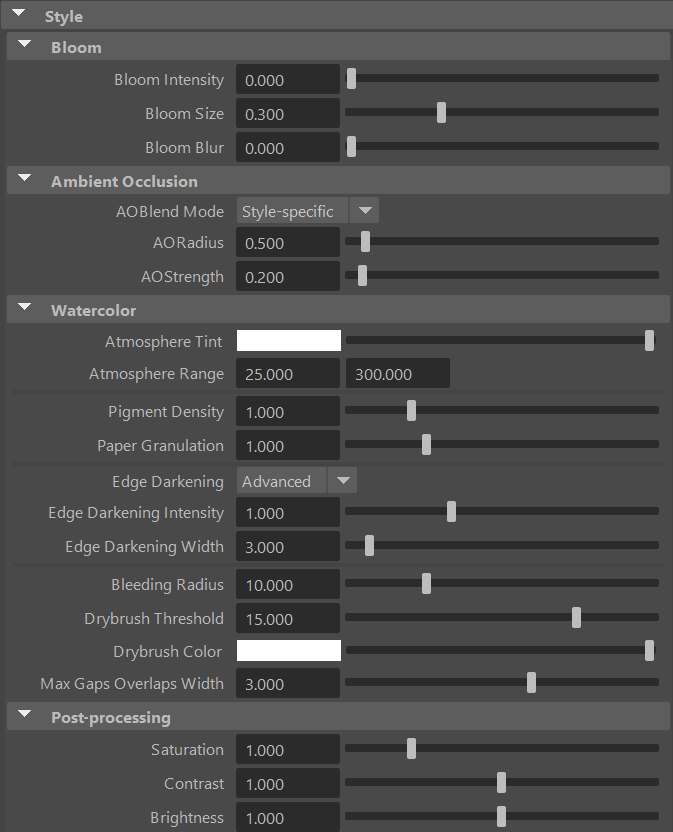 Style
Bloom
Bloom Intensity 0.000
Bloom Size 0.300
Bloom Blur 0.000
Ambient Occlusion
AOBlend Mode Style-specific
AORadius 0.500
AOStrength 0.200
Watercolor
Atmosphere Tint
Atmosphere Range 25.000 300.000
Pigment Density 1.000
Paper Granulation 1.000
Edge Darkening Advanced
Edge Darkening Intensity 1.000
Edge Darkening Width 3.000
Bleeding Radius 10.000
Drybrush Threshold 15.000
Drybrush Color
Max Gaps Overlaps Width 3.000
Post-processing
Saturation 1.000
Contrast 1.000
Brightness 1.000